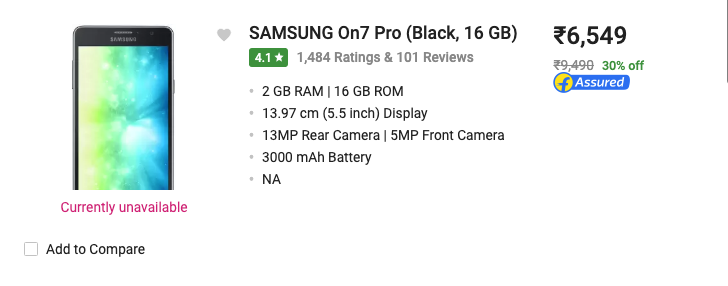 SAMSUNG
SAMSUNG On7 Pro (Black, 16 GB)
4.1★ 1,484 Ratings & 101 Reviews
2 GB RAM | 16 GB ROM
13.97 cm (5.5 inch) Display
13MP Rear Camera | 5MP Front Camera
3000 mAh Battery
NA
₹6,549
₹9,490 30% off
f Assured
Currently unavailable
Add to Compare